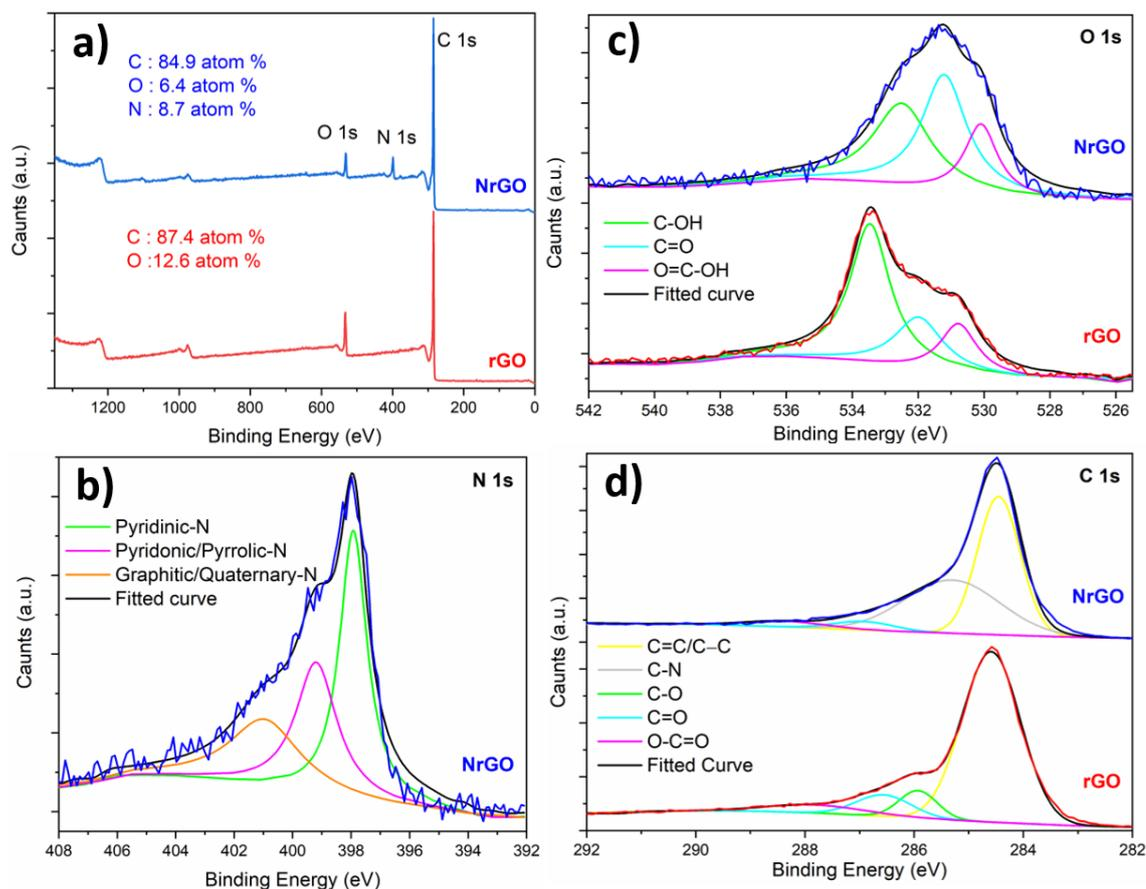 a)
C 1s
C : 84.9 atom %
O : 6.4 atom %
N : 8.7 atom %
O 1s
N 1s
NrGO
C : 87.4 atom %
O :12.6 atom %
rGO
Caunts (a.u.)
1200 1000 800 600 400 200 0
Binding Energy (eV)
c)
O 1s
NrGO
C-OH
C=O
O=C-OH
Fitted curve
rGO
Caunts (a.u.)
542 540 538 536 534 532 530 528 526
Binding Energy (eV)
b)
N 1s
Pyridinic-N
Pyridonic/Pyrrolic-N
Graphitic/Quaternary-N
Fitted curve
NrGO
Caunts (a.u.)
408 406 404 402 400 398 396 394 392
Binding Energy (eV)
d)
C 1s
NrGO
C=C/C–C
C-N
C-O
C=O
O-C=O
Fitted Curve
rGO
Caunts (a.u.)
292 290 288 286 284 282
Binding Energy (eV)